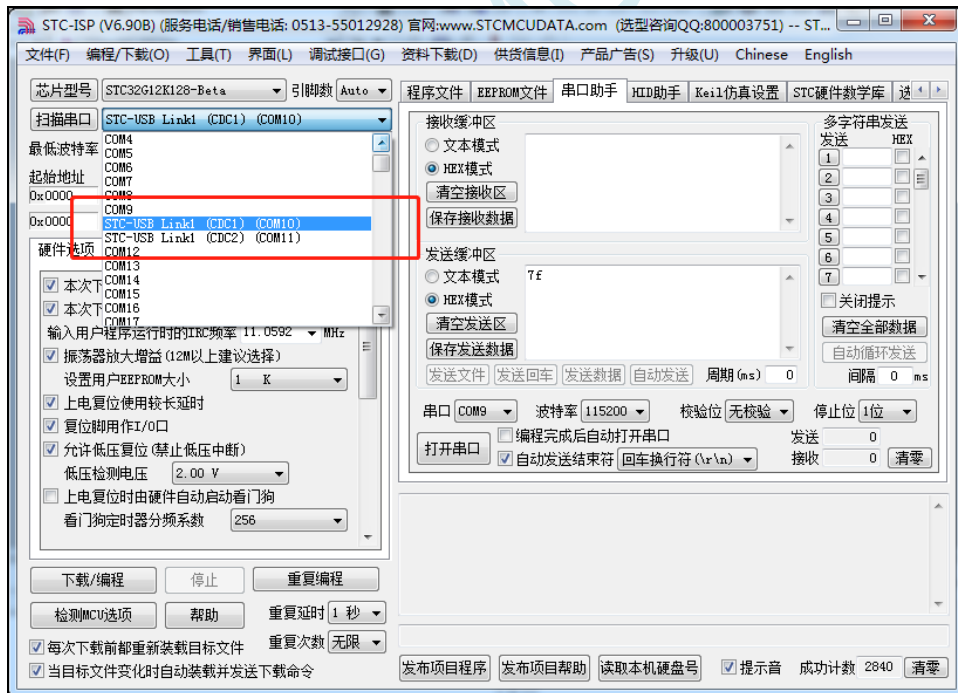 STC-ISP (V6.90B) (服务电话/销售电话: 0513-55012928) 官网:www.STCMCUDATA.com (选型咨询QQ:800003751) -- ST...
文件(F) 编程/下载(O) 工具(T) 界面(L) 调试接口(G) 资料下载(D) 供货信息(I) 产品广告(S) 升级(U) Chinese English
芯片型号 STC32G12K128-Beta 引脚数 Auto
扫描串口 STC-USB Link1 (CDC1) (COM10)
最低波特率
起始地址
0x0000
0x0000
COM4
COM5
COM6
COM7
COM8
COM9
STC-USB Link1 (CDC1) (COM10)
STC-USB Link1 (CDC2) (COM11)
COM12
COM13
COM14
COM15
COM16
COM17
硬件选项
本次下
本次下
输入用户程序运行时的IRC频率 11.0592 MHz
振荡器放大增益(12M以上建议选择)
设置用户EEPROM大小 1 K
上电复位使用较长延时
复位脚用作I/O口
允许低压复位(禁止低压中断)
低压检测电压 2.00 V
上电复位时由硬件自动启动看门狗
看门狗定时器分频系数 256
下载/编程 停止 重复编程
检测MCU选项 帮助 重复延时 1 秒
每次下载前都重新装载目标文件 重复次数 无限
当目标文件变化时自动装载并发送下载命令
程序文件 EEPROM文件 串口助手 HID助手 Keil仿真设置 STC硬件数学库
接收缓冲区
文本模式
HEX模式
清空接收区
保存接收数据
发送缓冲区
文本模式 7f
HEX模式
清空发送区
保存发送数据
发送文件 发送回车 发送数据 自动发送 周期(ms) 0
多字符串发送
发送 HEX
1
2
3
4
5
6
7
关闭提示
清空全部数据
自动循环发送
间隔 0 ms
串口 COM9 波特率 115200 校验位 无校验 停止位 1位
打开串口 编程完成后自动打开串口 发送 0
自动发送结束符 回车换行符(\r\n) 接收 0 清零
发布项目程序 发布项目帮助 读取本机硬盘号 提示音 成功计数 2840 清零